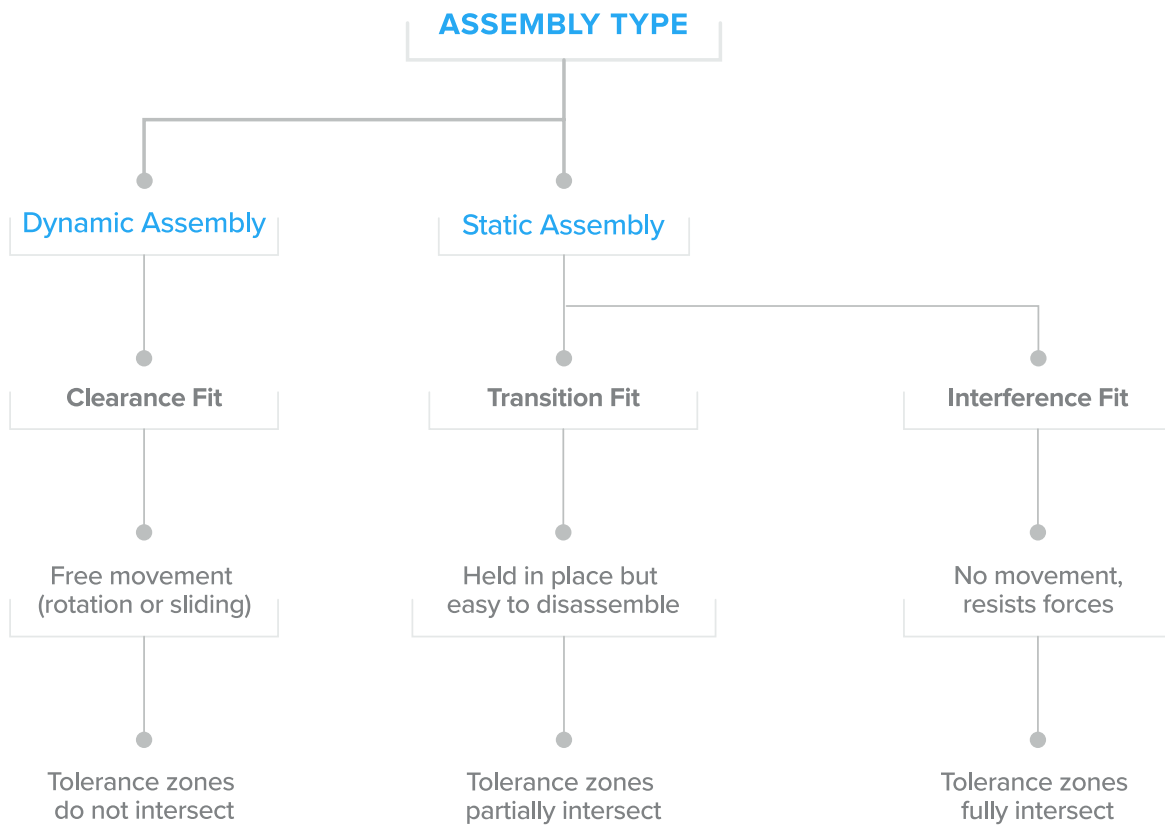 ASSEMBLY TYPE
Dynamic Assembly
Static Assembly
Clearance Fit
Transition Fit
Interference Fit
Free movement
(rotation or sliding)
Held in place but
easy to disassemble
No movement,
resists forces
Tolerance zones
do not intersect
Tolerance zones
partially intersect
Tolerance zones
fully intersect